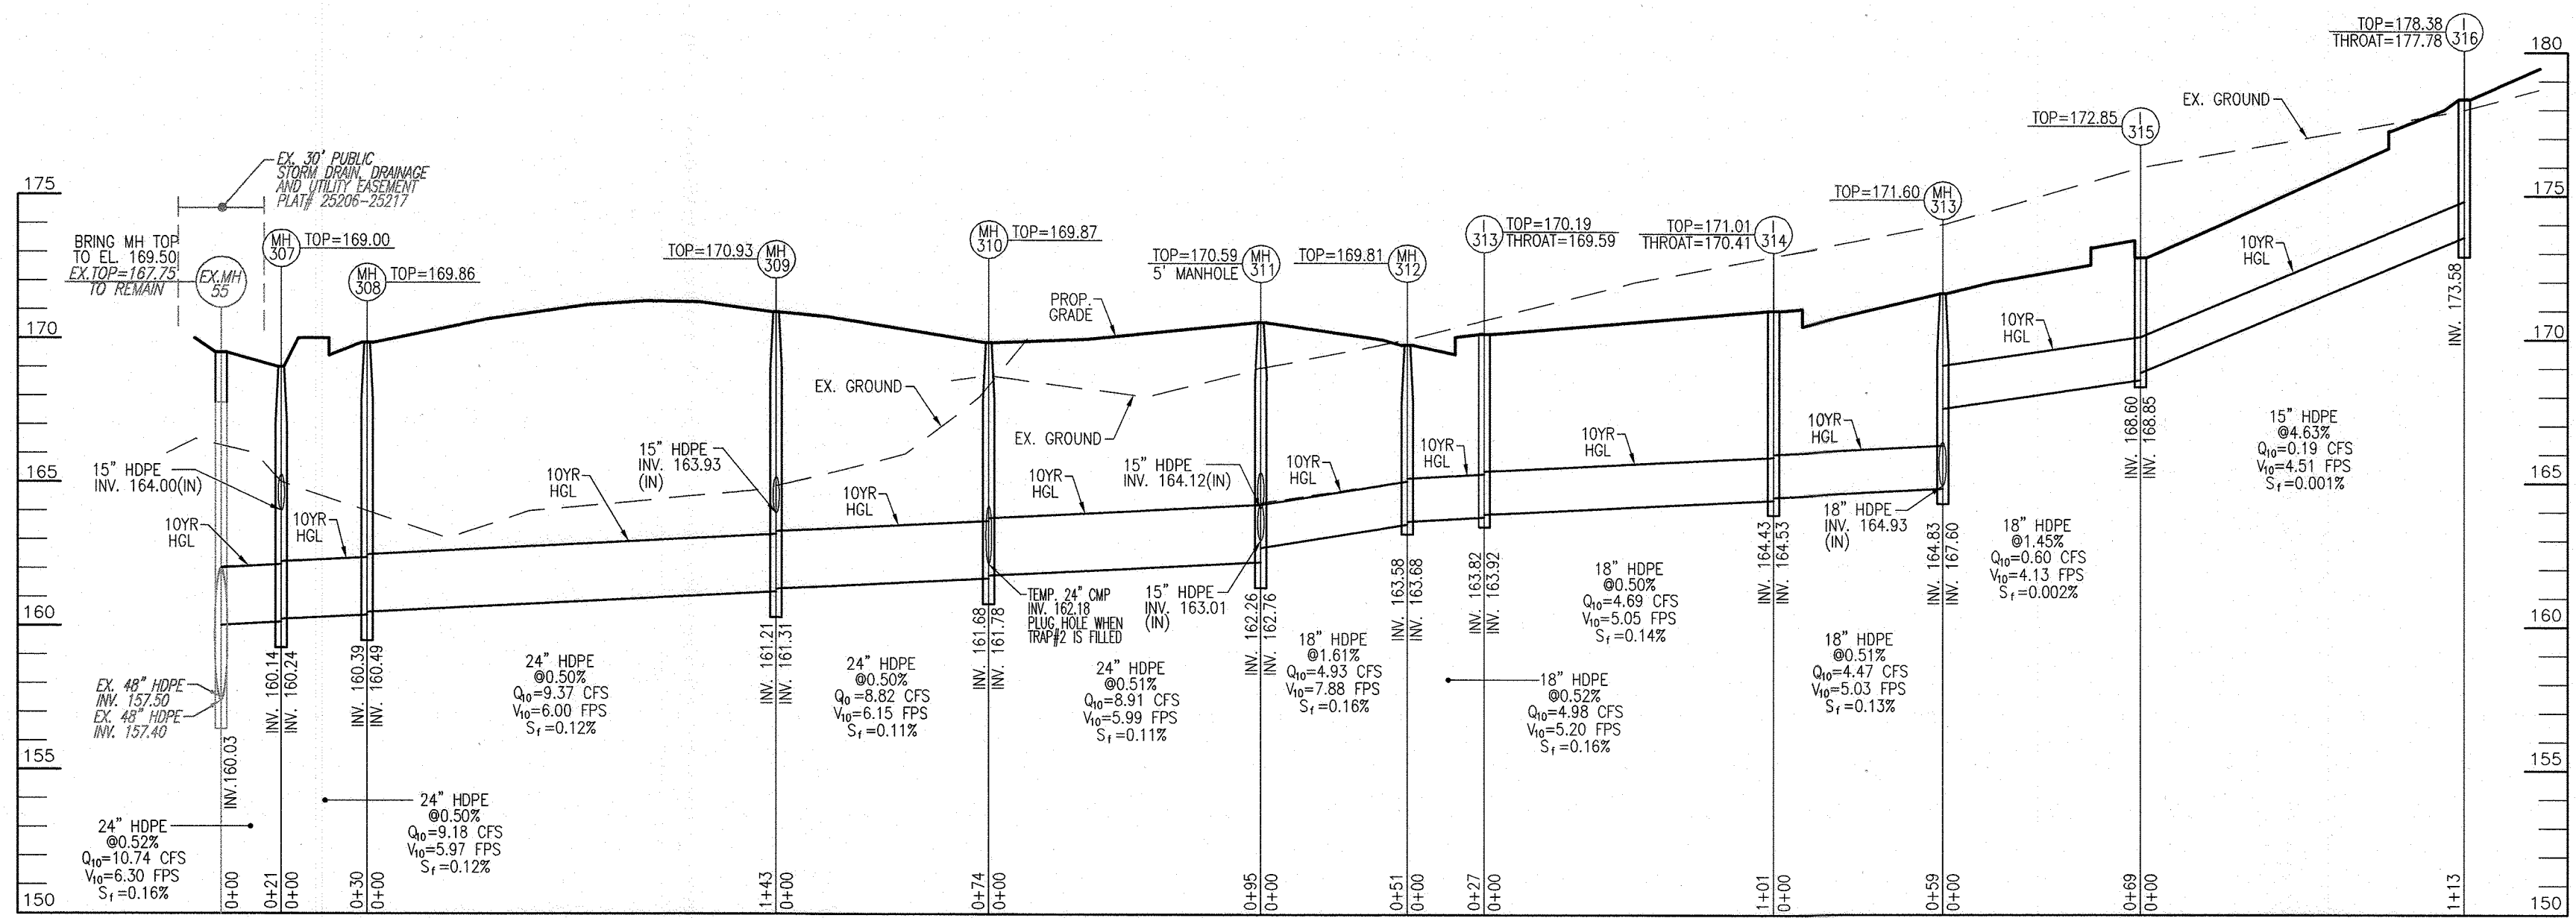 TOP=178.38
THROAT=177.78
I
316
180
180
EX. GROUND
TOP=172.85
I
315
EX. 30' PUBLIC
STORM DRAIN, DRAINAGE
AND UTILITY EASEMENT
PLAT# 25206-25217
175
175
TOP=171.60
MH
313
BRING MH TOP
TO EL. 169.50
EX.TOP=167.75
TO REMAIN
EX.MH
55
MH
307
TOP=169.00
MH
308
TOP=169.86
TOP=170.93
MH
309
MH
310
TOP=169.87
TOP=170.59
5' MANHOLE
MH
311
TOP=169.81
MH
312
I
313
TOP=170.19
THROAT=169.59
TOP=171.01
THROAT=170.41
I
314
PROP.
GRADE
170
170
10YR
HGL
10YR
HGL
INV. 173.58
EX. GROUND
EX. GROUND
15" HDPE
INV. 164.00(IN)
10YR
HGL
10YR
HGL
10YR
HGL
15" HDPE
INV. 163.93
(IN)
10YR
HGL
10YR
HGL
15" HDPE
INV. 164.12(IN)
10YR
HGL
10YR
HGL
10YR
HGL
10YR
HGL
18" HDPE
INV. 164.93
(IN)
165
165
INV. 168.60
INV. 168.85
15" HDPE
@4.63%
Q10=0.19 CFS
V10=4.51 FPS
Sf=0.001%
18" HDPE
@1.45%
Q10=0.60 CFS
V10=4.13 FPS
Sf=0.002%
INV. 164.83
INV. 167.60
INV. 164.43
INV. 164.53
18" HDPE
@0.50%
Q10=4.69 CFS
V10=5.05 FPS
Sf=0.14%
INV. 163.82
INV. 163.92
INV. 163.58
INV. 163.68
TEMP. 24" CMP
INV. 162.18
PLUG HOLE WHEN
TRAP#2 IS FILLED
15" HDPE
INV. 163.01
(IN)
160
160
INV.160.03
INV. 160.14
INV. 160.24
INV. 160.39
INV. 160.49
INV. 161.21
INV. 161.31
INV. 161.68
INV. 161.78
INV. 162.26
INV. 162.76
24" HDPE
@0.50%
Q10=9.37 CFS
V10=6.00 FPS
Sf=0.12%
24" HDPE
@0.50%
Q10=8.82 CFS
V10=6.15 FPS
Sf=0.11%
24" HDPE
@0.51%
Q10=8.91 CFS
V10=5.99 FPS
Sf=0.11%
18" HDPE
@1.61%
Q10=4.93 CFS
V10=7.88 FPS
Sf=0.16%
18" HDPE
@0.52%
Q10=4.98 CFS
V10=5.20 FPS
Sf=0.16%
18" HDPE
@0.51%
Q10=4.47 CFS
V10=5.03 FPS
Sf=0.13%
EX. 48" HDPE
INV. 157.50
EX. 48" HDPE
INV. 157.40
155
155
24" HDPE
@0.52%
Q10=10.74 CFS
V10=6.30 FPS
Sf=0.16%
24" HDPE
@0.50%
Q10=9.18 CFS
V10=5.97 FPS
Sf=0.12%
150
0+00
0+21
0+00
0+30
0+00
1+43
0+00
0+74
0+00
0+95
0+00
0+51
0+00
0+27
0+00
1+01
0+00
0+59
0+00
0+69
0+00
1+13
150